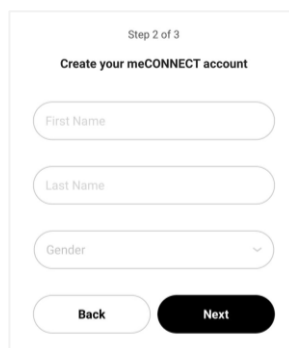 Step 2 of 3
Create your meCONNECT account
First Name
Last Name
Gender
Back
Next